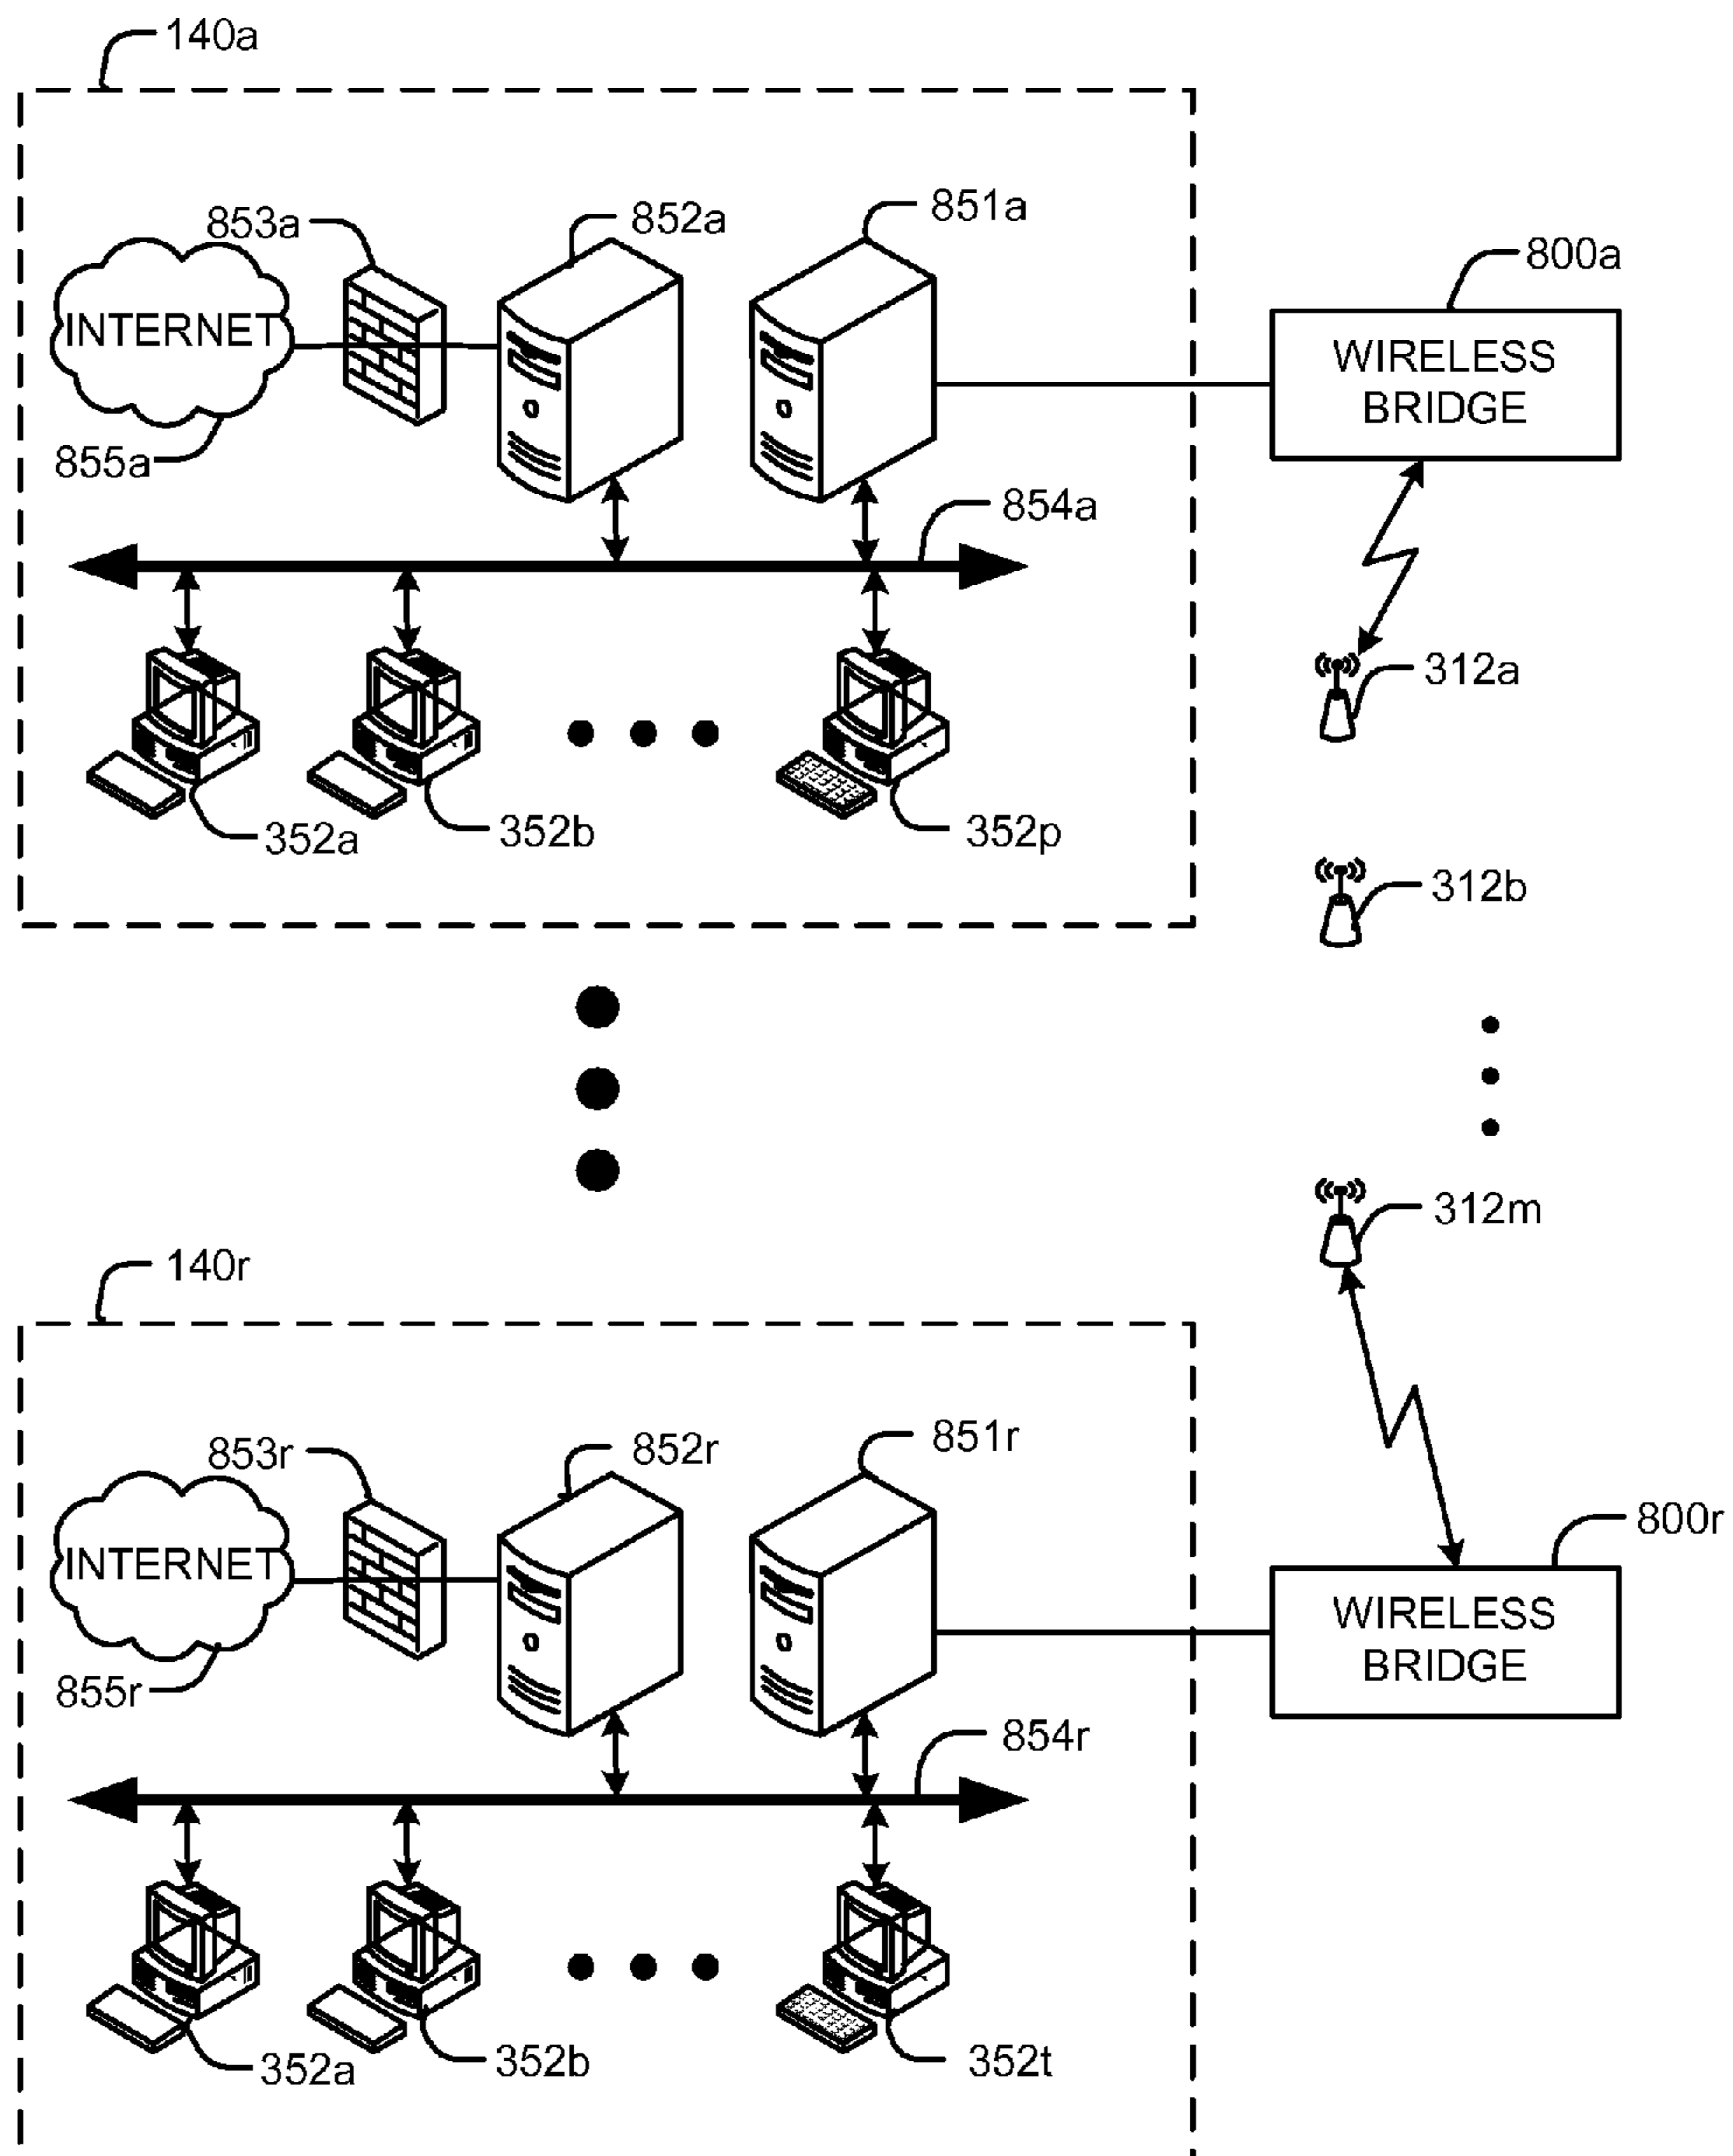 140a
853a
852a
851a
800a
INTERNET
WIRELESS
BRIDGE
855a
854a
312a
352a
352b
352p
312b
312m
140r
853r
852r
851r
800r
INTERNET
WIRELESS
BRIDGE
855r
854r
352a
352b
352t